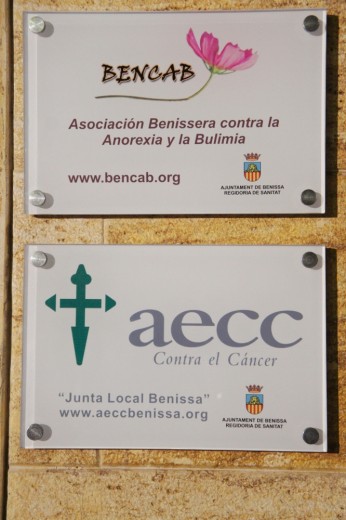 BENCAB
Asociación Benissera contra la
Anorexia y la Bulimia
www.bencab.org
AJUNTAMENT DE BENISSA
REGIDORIA DE SANITAT
aecc
Contra el Cáncer
"Junta Local Benissa"
www.aeccbenissa.org
AJUNTAMENT DE BENISSA
REGIDORIA DE SANITAT